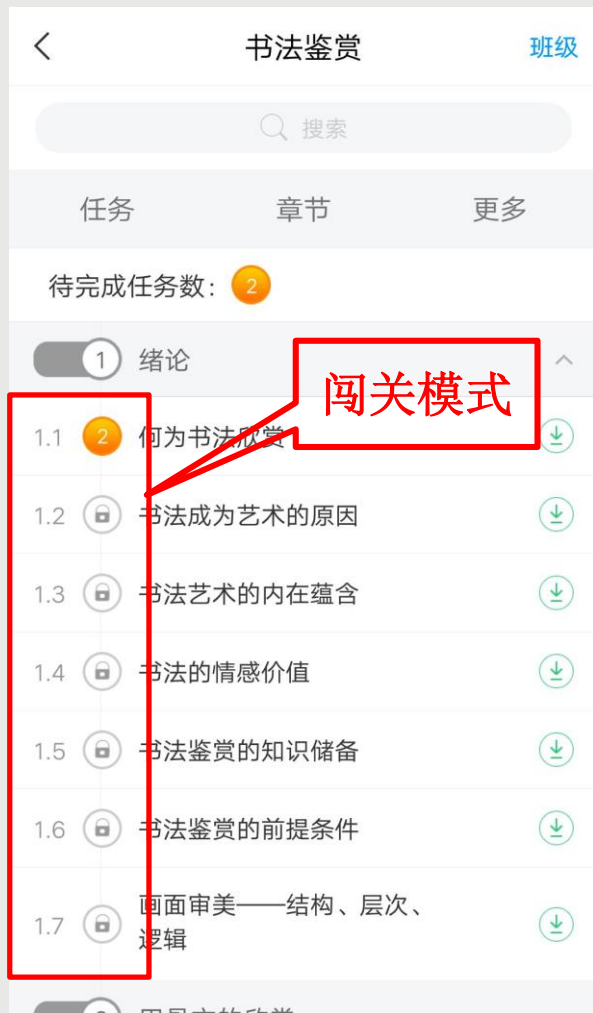 书法鉴赏 班级
搜索
任务 章节 更多
待完成任务数: 2
1 绪论
闯关模式
1.1 2 何为书法欣赏
1.2 书法成为艺术的原因
1.3 书法艺术的内在蕴含
1.4 书法的情感价值
1.5 书法鉴赏的知识储备
1.6 书法鉴赏的前提条件
1.7 画面审美——结构、层次、
逻辑